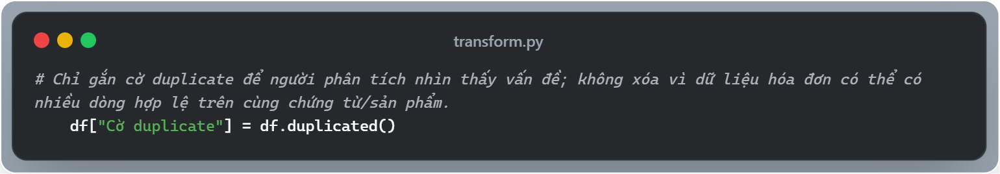 transform.py
# Chỉ gắn cờ duplicate để người phân tích nhìn thấy vấn đề; không xóa vì dữ liệu hóa đơn có thể có
nhiều dòng hợp lệ trên cùng chứng từ/sản phẩm.
    df["Cờ duplicate"] = df.duplicated()